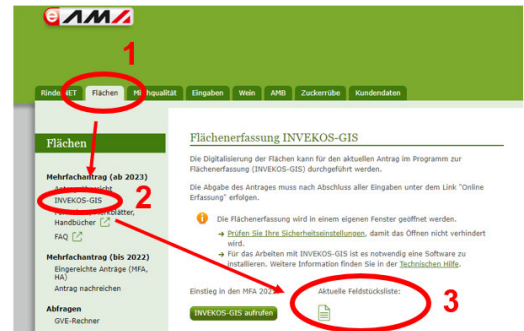 eAMA
1
RinderNET Flächen Milchqualität Eingaben Wein AMB Zuckerrübe Kundendaten
Flächen
Mehrfachantrag (ab 2023)
INVEKOS-GIS
2
Handbücher
FAQ
Mehrfachantrag (bis 2022)
Eingereichte Anträge (MFA,
HA)
Antrag nachreichen
Abfragen
GVE-Rechner
Flächenerfassung INVEKOS-GIS
Die Digitalisierung der Flächen kann für den aktuellen Antrag im Programm zur
Flächenerfassung (INVEKOS-GIS) durchgeführt werden.
Die Abgabe des Antrages muss nach Abschluss aller Eingaben unter dem Link "Online
Erfassung" erfolgen.
Die Flächenerfassung wird in einem eigenen Fenster geöffnet werden.
Prüfen Sie Ihre Sicherheitseinstellungen, damit das Öffnen nicht verhindert
wird.
Für das Arbeiten mit INVEKOS-GIS ist es notwendig eine Software zu
installieren. Weitere Information finden Sie in der Technischen Hilfe.
Einstieg in den MFA
Aktuelle Feldstücksliste:
3
INVEKOS-GIS aufrufen